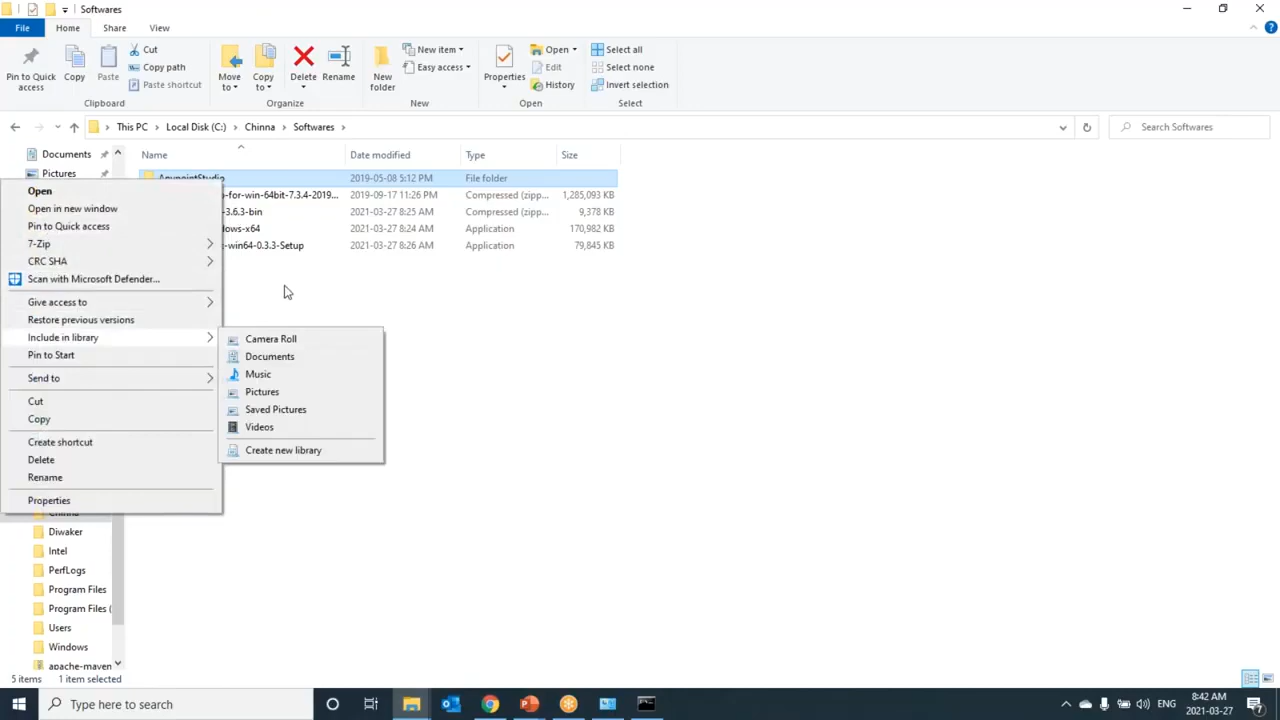 Softwares
File
Home
Share
View
Pin to Quick access
Copy
Paste
Cut
Copy path
Paste shortcut
Clipboard
Move to
Copy to
Delete
Rename
Organize
New folder
New item
Easy access
New
Properties
Open
Edit
History
Open
Select all
Select none
Invert selection
Select
This PC
Local Disk (C:)
Chinna
Softwares
Search Softwares
Documents
Pictures
Name
Date modified
Type
Size
AnypointStudio 2019-05-08 5:12 PM File folder
-for-win-64bit-7.3.4-2019... 2019-09-17 11:26 PM Compressed (zipp... 1,285,093 KB
-3.6.3-bin 2021-03-27 8:25 AM Compressed (zipp... 9,378 KB
2021-03-27 8:24 AM Application 170,982 KB
-win64-0.3.3-Setup 2021-03-27 8:26 AM Application 79,845 KB
Open
Open in new window
Pin to Quick access
7-Zip
CRC SHA
Scan with Microsoft Defender...
Give access to
Restore previous versions
Include in library
Pin to Start
Send to
Cut
Copy
Create shortcut
Delete
Rename
Properties
Camera Roll
Documents
Music
Pictures
Saved Pictures
Videos
Create new library
Diwaker
Intel
PerfLogs
Program Files
Program Files (
Users
Windows
apache-maven
5 items
1 item selected
Type here to search
ENG
8:42 AM
2021-03-27